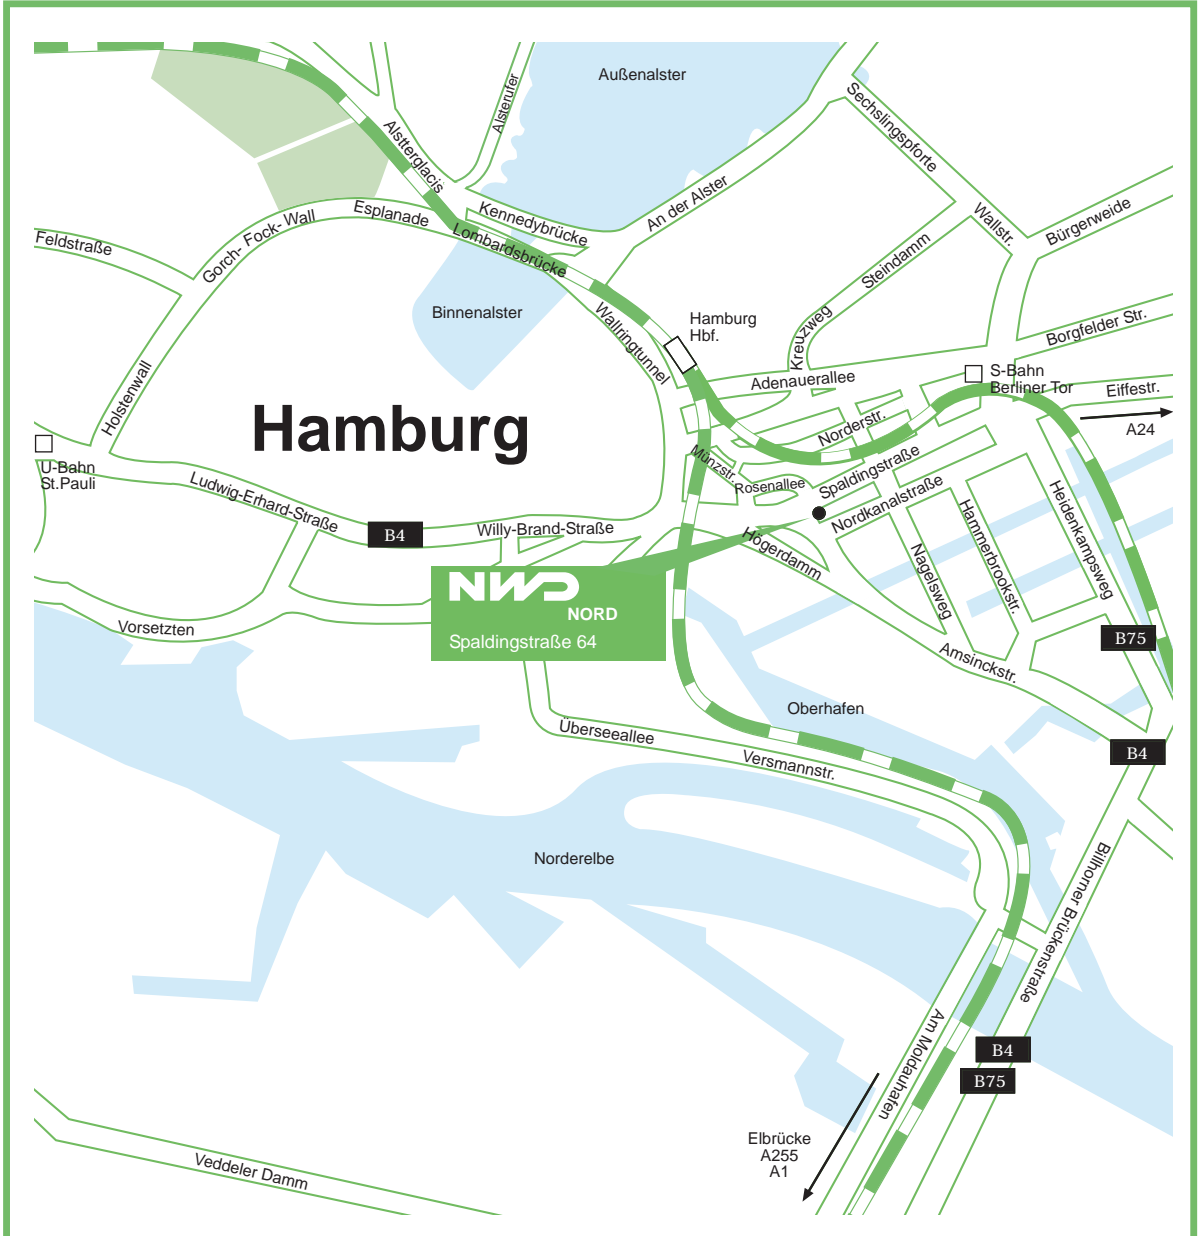 Außenalster
Alsterufer
Sechslingspforte
Alstterglacis
An der Alster
Kennedybrücke
Esplanade
Gorch- Fock- Wall
Lombardsbrücke
Feldstraße
Wallstr.
Bürgerweide
Steindamm
Binnenalster
Wallringtunnel
Hamburg
Hbf.
Kreuzweg
Borgfelder Str.
Adenauerallee
S-Bahn
Berliner Tor
Eiffestr.
A24
Holstenwall
Hamburg
Norderstr.
U-Bahn
St.Pauli
Münzstr.
Rosenallee
Spaldingstraße
Nordkanalstraße
Ludwig-Erhard-Straße
B4
Willy-Brand-Straße
Högerdamm
Nagelsweg
Hammerbrookstr.
Heidenkampsweg
NWD
NORD
Spaldingstraße 64
Vorsetzten
B75
Amsinckstr.
Oberhafen
Überseeallee
Versmannstr.
B4
Norderelbe
Billhorner Brückenstraße
Am Moldauhafen
B4
B75
Elbrücke
A255
A1
Veddeler Damm